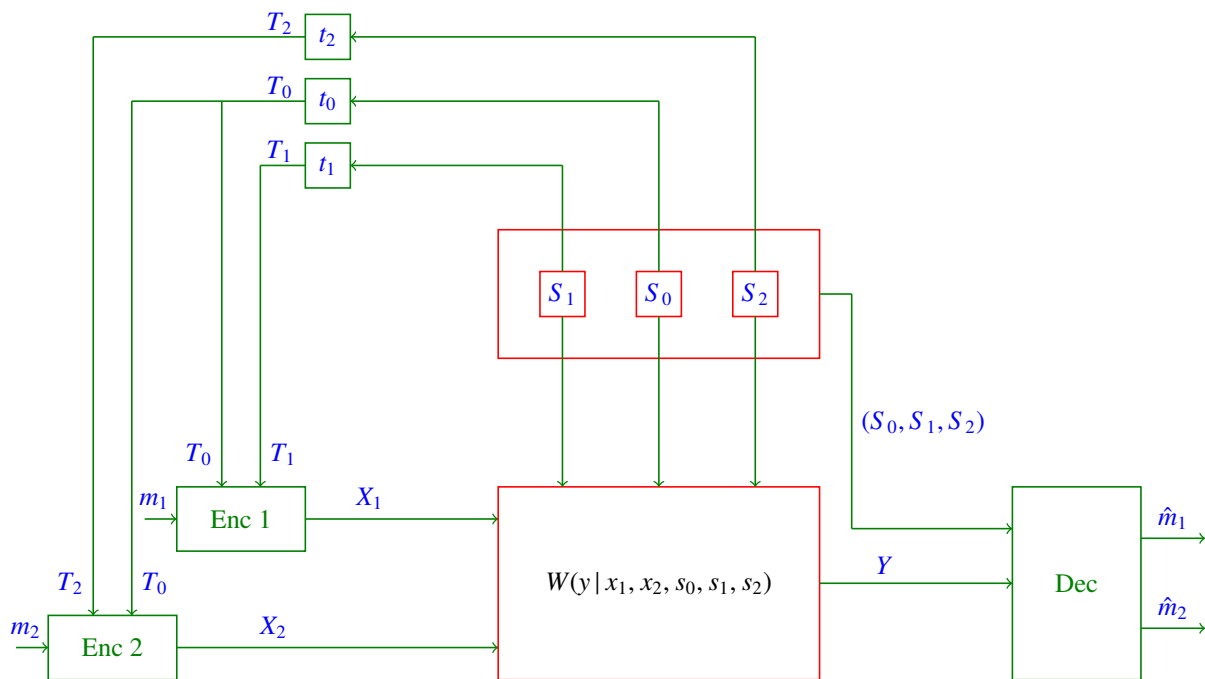 T₂ t₂
T₀ t₀
T₁ t₁
S₁ S₀ S₂
(S₀, S₁, S₂)
T₀ T₁
m₁ Enc 1 X₁
m̂₁
T₂ T₀ W(y | x₁, x₂, s₀, s₁, s₂) Y Dec
m₂ Enc 2 X₂
m̂₂